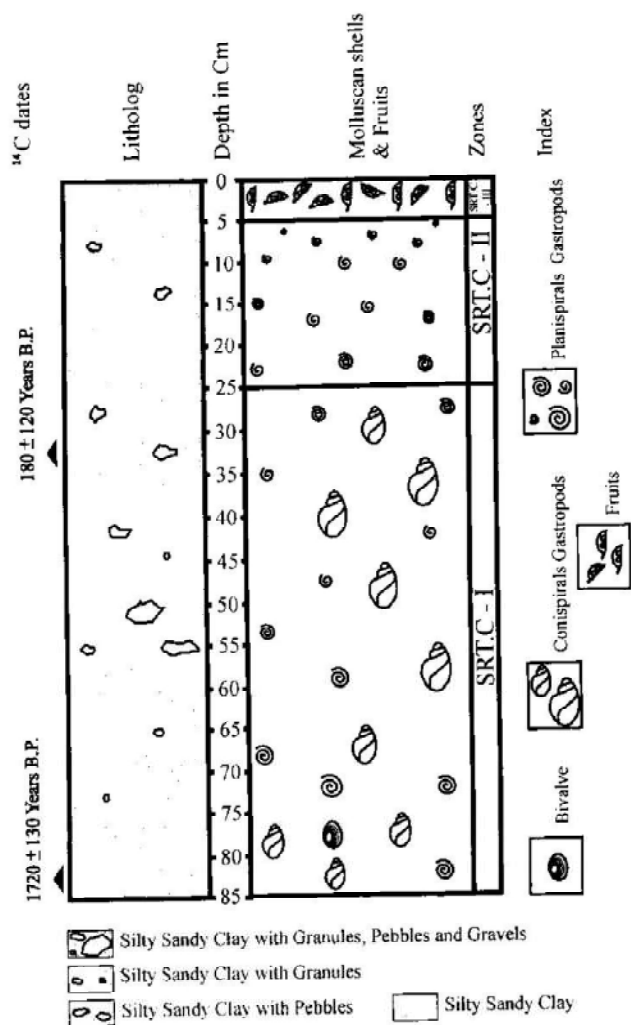 ¹⁴C dates
Litholog
Depth in Cm
Molluscan shells
& Fruits
Zones
Index
180 ± 120 Years B.P.
1720 ± 130 Years B.P.
0
5
10
15
20
25
30
35
40
45
50
55
60
65
70
75
80
85
SRT.C - III
SRT.C - II
SRT.C - I
Planispirals Gastropods
Conispirals Gastropods
Fruits
Bivalve
Silty Sandy Clay with Granules, Pebbles and Gravels
Silty Sandy Clay with Granules
Silty Sandy Clay with Pebbles
Silty Sandy Clay